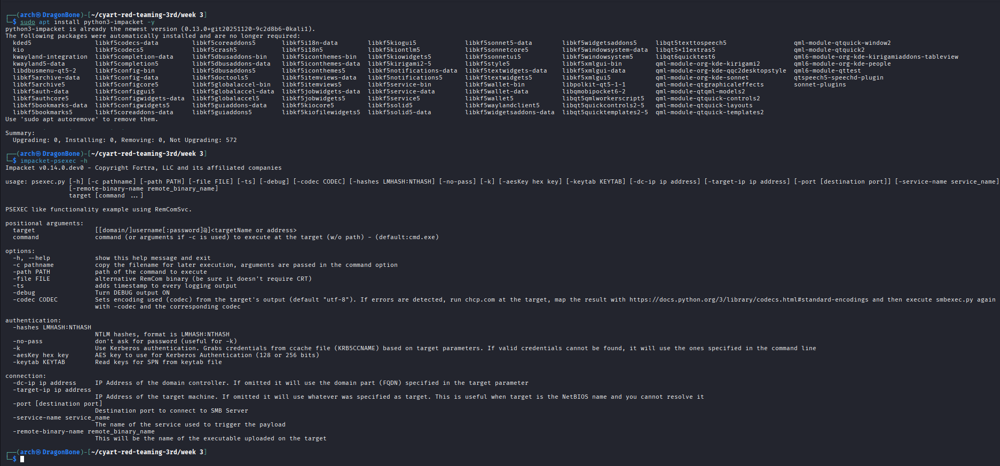 ┌──(arch㉿DragonBone)-[~/cyart-red-teaming-3rd/week 3]
└─$ sudo apt install python3-impacket -y
python3-impacket is already the newest version (0.13.0+git20251120-9c2d8b6-0kali1).
The following packages were automatically installed and are no longer required:
  kded5 libkf5codecs-data libkf5coreaddons5 libkf5i18n-data libkf5kiogui5 libkf5sonnet5-data libkf5widgetsaddons5 libqt5texttospeech5 qml-module-qtquick-window2
  kio libkf5codecs5 libkf5crash5 libkf5i18n5 libkf5kiontlm5 libkf5sonnetcore5 libkf5windowsystem-data libqt5×11extras5 qml-module-qtquick2
  kwayland-integration libkf5completion-data libkf5dbusaddons-bin libkf5iconthemes-bin libkf5kiowidgets5 libkf5sonnetui5 libkf5windowsystem5 libqt6quicktest6 qml6-module-org-kde-kirigamiaddons-tableview
  kwayland5-data libkf5completion5 libkf5dbusaddons-data libkf5iconthemes-data libkf5kirigami2-5 libkf5style5 libkf5xmlgui-bin qml-module-org-kde-kirigami2 qml6-module-org-kde-people
  libdbusmenu-qt5-2 libkf5config-bin libkf5dbusaddons5 libkf5iconthemes5 libkf5notifications-data libkf5textwidgets-data libkf5xmlgui-data qml-module-org-kde-qqc2desktopstyle qml6-module-qttest
  libkf5archive-data libkf5config-data libkf5doctools5 libkf5itemviews-data libkf5notifications5 libkf5textwidgets5 libkf5xmlgui5 qml-module-org-kde-sonnet qtspeech5-speechd-plugin
  libkf5archive5 libkf5configcore5 libkf5globalaccel-bin libkf5itemviews5 libkf5service-bin libkf5wallet-bin libpolkit-qt5-1-1 qml-module-qtgraphicaleffects sonnet-plugins
  libkf5auth-data libkf5configgui5 libkf5globalaccel-data libkf5jobwidgets-data libkf5service-data libkf5wallet-data libqmobipocket6-2 qml-module-qtqml-models2
  libkf5authcore5 libkf5configwidgets-data libkf5globalaccel5 libkf5jobwidgets5 libkf5service5 libkf5wallet5 libqt5qmlworkerscript5 qml-module-qtquick-controls2
  libkf5bookmarks-data libkf5configwidgets5 libkf5guiaddons-data libkf5kiocore5 libkf5solid5 libkf5waylandclient5 libqt5quickcontrols2-5 qml-module-qtquick-layouts
  libkf5bookmarks5 libkf5coreaddons-data libkf5guiaddons5 libkf5kiofilewidgets5 libkf5solid5-data libkf5widgetsaddons-data libqt5quicktemplates2-5 qml-module-qtquick-templates2
Use 'sudo apt autoremove' to remove them.
Summary:
  Upgrading: 0, Installing: 0, Removing: 0, Not Upgrading: 572
┌──(arch㉿DragonBone)-[~/cyart-red-teaming-3rd/week 3]
└─$ impacket-psexec -h
Impacket v0.14.0.dev0 - Copyright Fortra, LLC and its affiliated companies
usage: psexec.py [-h] [-c pathname] [-path PATH] [-file FILE] [-ts] [-debug] [-codec CODEC] [-hashes LMHASH:NTHASH] [-no-pass] [-k] [-aesKey hex key] [-keytab KEYTAB] [-dc-ip ip address] [-target-ip ip address] [-port [destination port]] [-service-name service_name]
                 [-remote-binary-name remote_binary_name]
                 target [command ...]
PSEXEC like functionality example using RemComSvc.
positional arguments:
  target                [[domain/]username[:password]@]<targetName or address>
  command               command (or arguments if -c is used) to execute at the target (w/o path) - (default:cmd.exe)
options:
  -h, --help            show this help message and exit
  -c pathname           copy the filename for later execution, arguments are passed in the command option
  -path PATH            path of the command to execute
  -file FILE            alternative RemCom binary (be sure it doesn't require CRT)
  -ts                   adds timestamp to every logging output
  -debug                Turn DEBUG output ON
  -codec CODEC          Sets encoding used (codec) from the target's output (default "utf-8"). If errors are detected, run chcp.com at the target, map the result with https://docs.python.org/3/library/codecs.html#standard-encodings and then execute smbexec.py again
                        with -codec and the corresponding codec
authentication:
  -hashes LMHASH:NTHASH
                        NTLM hashes, format is LMHASH:NTHASH
  -no-pass              don't ask for password (useful for -k)
  -k                    Use Kerberos authentication. Grabs credentials from ccache file (KRB5CCNAME) based on target parameters. If valid credentials cannot be found, it will use the ones specified in the command line
  -aesKey hex key       AES key to use for Kerberos Authentication (128 or 256 bits)
  -keytab KEYTAB        Read keys for SPN from keytab file
connection:
  -dc-ip ip address     IP Address of the domain controller. If omitted it will use the domain part (FQDN) specified in the target parameter
  -target-ip ip address
                        IP Address of the target machine. If omitted it will use whatever was specified as target. This is useful when target is the NetBIOS name and you cannot resolve it
  -port [destination port]
                        Destination port to connect to SMB Server
  -service-name service_name
                        The name of the service used to trigger the payload
  -remote-binary-name remote_binary_name
                        This will be the name of the executable uploaded on the target
┌──(arch㉿DragonBone)-[~/cyart-red-teaming-3rd/week 3]
└─$